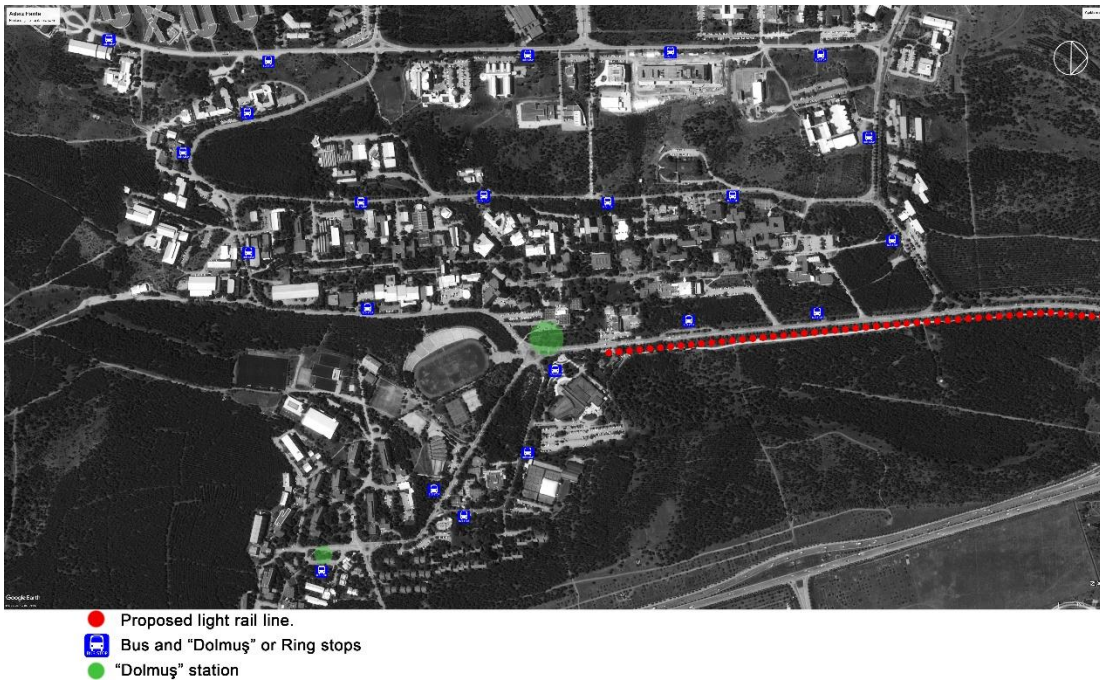 Google Earth
Proposed light rail line.
Bus and “Dolmuş” or Ring stops
“Dolmuş” station